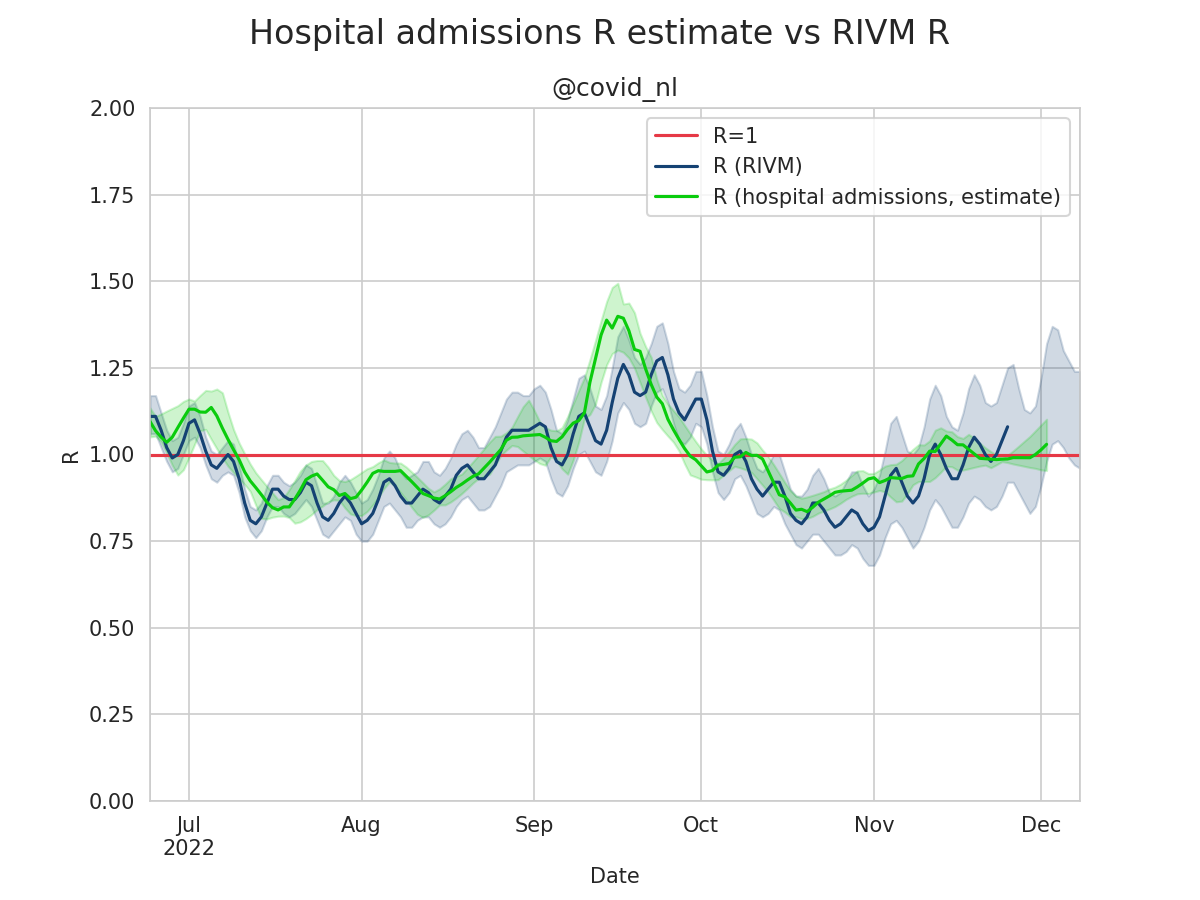 Hospital admissions R estimate vs RIVM R
@covid_nl
R=1
R (RIVM)
R (hospital admissions, estimate)
2.00
1.75
1.50
1.25
1.00
0.75
0.50
0.25
0.00
R
Jul Aug Sep Oct Nov Dec
2022
Date